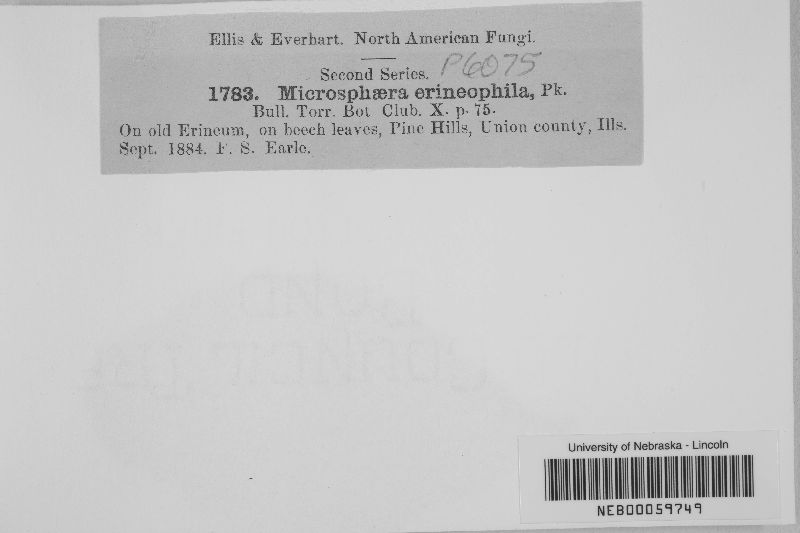 Ellis & Everhart. North American Fungi.
Second Series. P6075
1783. Microsphæra erineophila, Pk.
Bull. Torr. Bot Club. X. p. 75.
On old Erineum, on beech leaves, Pine Hills, Union county, Ills.
Sept. 1884. F. S. Earle.
University of Nebraska - Lincoln
NEB00059749